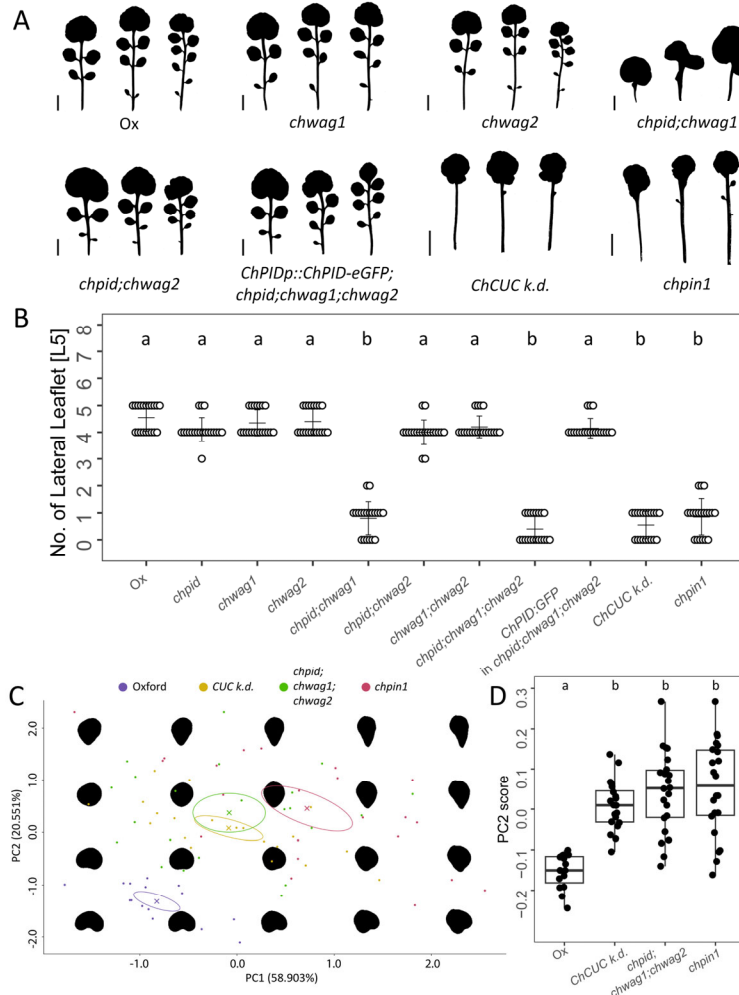 A
Ox
chwag1
chwag2
chpid;chwag1
chpid;chwag2
ChPIDp::ChPID-eGFP;
chpid;chwag1;chwag2
ChCUC k.d.
chpin1
B
No. of Lateral Leaflet [L5]
8
7
6
5
4
3
2
1
0
a
a
a
a
b
a
a
b
a
b
b
Ox
chpid
chwag1
chwag2
chpid;chwag1
chpid;chwag2
chwag1;chwag2
chpid;chwag1;chwag2
ChPID:GFP
in chpid;chwag1;chwag2
ChCUC k.d.
chpin1
C
Oxford
CUC k.d.
chpid;
chwag1;
chwag2
chpin1
PC2 (20.551%)
2.0
1.0
0.0
-1.0
-2.0
-1.0
0.0
1.0
2.0
PC1 (58.903%)
D
a
b
b
b
PC2 score
0.3
0.2
0.1
0.0
-0.1
-0.2
Ox
ChCUC k.d.
chpid;
chwag1;chwag2
chpin1